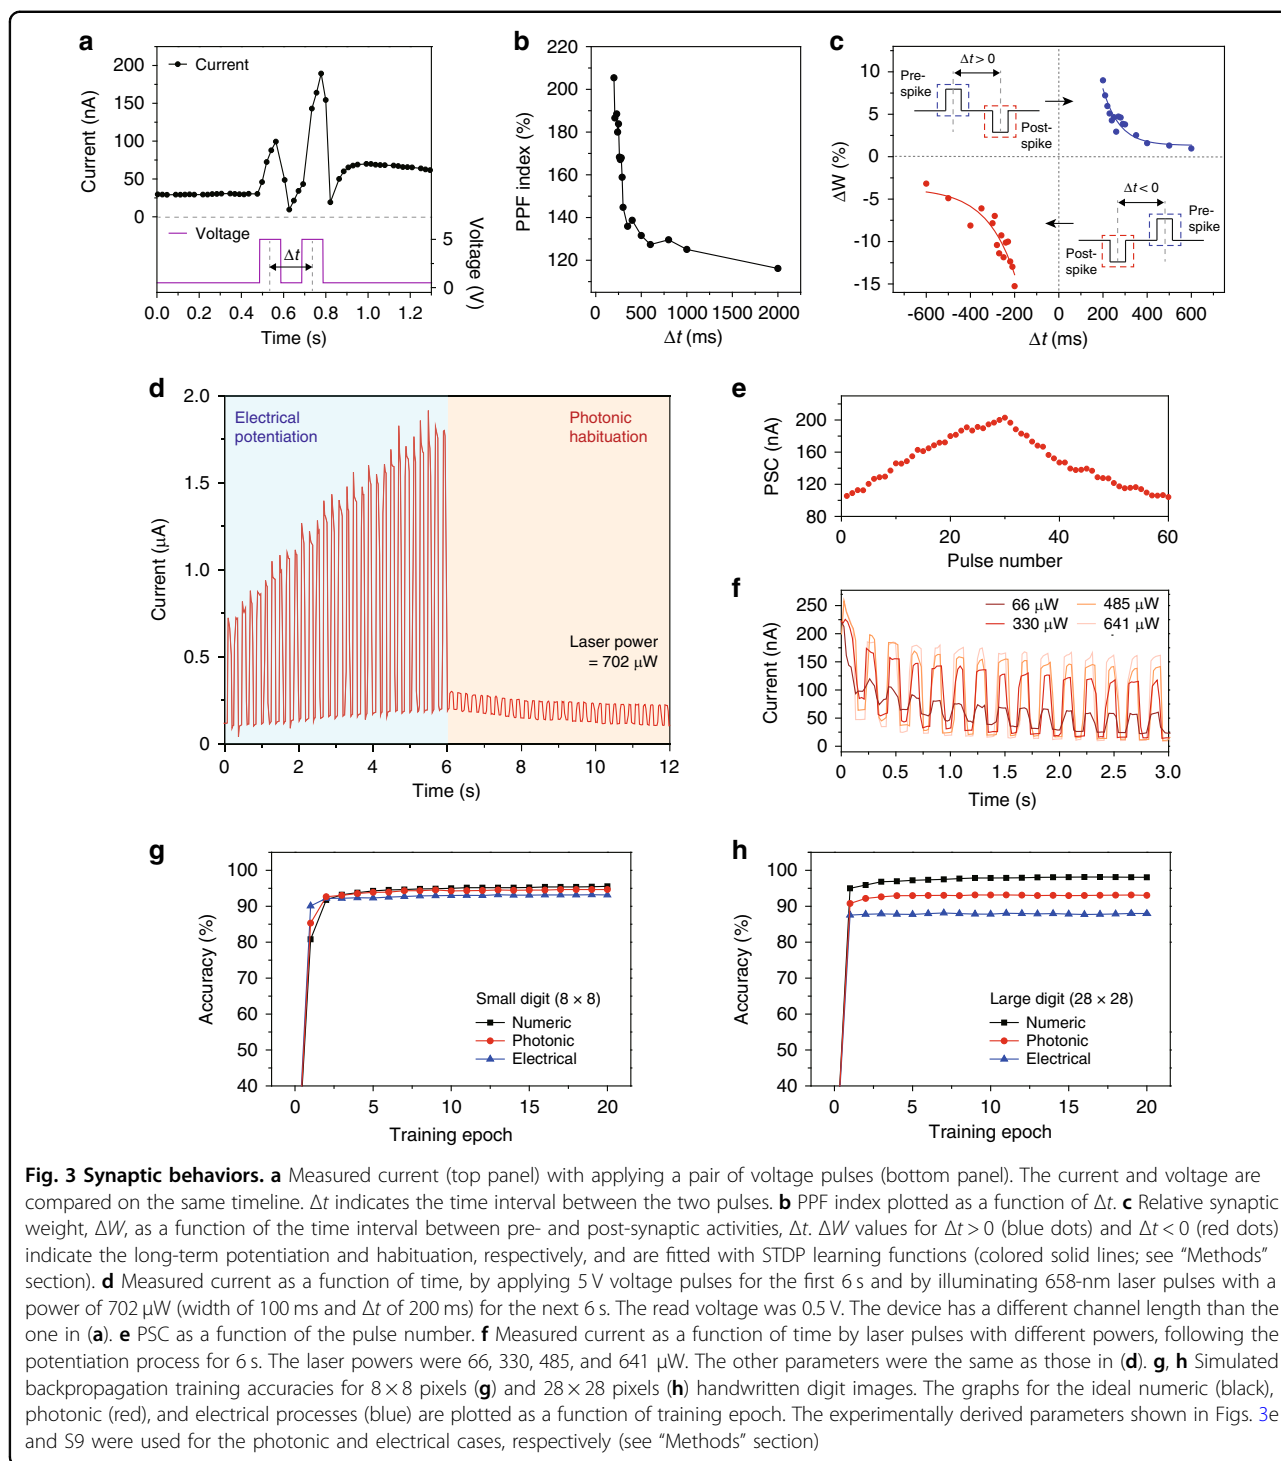 a
Current
Current (nA)
200
150
100
50
0
Voltage
Δt
5
0
Voltage (V)
0.0 0.2 0.4 0.6 0.8 1.0 1.2
Time (s)
b
PPF index (%)
220
200
180
160
140
120
0 500 1000 1500 2000
Δt (ms)
c
ΔW (%)
10
5
0
-5
-10
-15
Δt > 0
Pre-
spike
Post-
spike
Δt < 0
Pre-
spike
Post-
spike
-600 -400 -200 0 200 400 600
Δt (ms)
d
Current (μA)
2.0
1.5
1.0
0.5
0
Electrical
potentiation
Photonic
habituation
Laser power
= 702 μW
0 2 4 6 8 10 12
Time (s)
e
PSC (nA)
200
160
120
80
0 20 40 60
Pulse number
f
Current (nA)
250
200
150
100
50
0
66 μW 485 μW
330 μW 641 μW
0 0.5 1.0 1.5 2.0 2.5 3.0
Time (s)
g
Accuracy (%)
100
90
80
70
60
50
40
Small digit (8 × 8)
Numeric
Photonic
Electrical
0 5 10 15 20
Training epoch
h
Accuracy (%)
100
90
80
70
60
50
40
Large digit (28 × 28)
Numeric
Photonic
Electrical
0 5 10 15 20
Training epoch
Fig. 3 Synaptic behaviors. a Measured current (top panel) with applying a pair of voltage pulses (bottom panel). The current and voltage are
compared on the same timeline. Δt indicates the time interval between the two pulses. b PPF index plotted as a function of Δt. c Relative synaptic
weight, ΔW, as a function of the time interval between pre- and post-synaptic activities, Δt. ΔW values for Δt > 0 (blue dots) and Δt < 0 (red dots)
indicate the long-term potentiation and habituation, respectively, and are fitted with STDP learning functions (colored solid lines; see “Methods”
section). d Measured current as a function of time, by applying 5 V voltage pulses for the first 6 s and by illuminating 658-nm laser pulses with a
power of 702 μW (width of 100 ms and Δt of 200 ms) for the next 6 s. The read voltage was 0.5 V. The device has a different channel length than the
one in (a). e PSC as a function of the pulse number. f Measured current as a function of time by laser pulses with different powers, following the
potentiation process for 6 s. The laser powers were 66, 330, 485, and 641 μW. The other parameters were the same as those in (d). g, h Simulated
backpropagation training accuracies for 8 × 8 pixels (g) and 28 × 28 pixels (h) handwritten digit images. The graphs for the ideal numeric (black),
photonic (red), and electrical processes (blue) are plotted as a function of training epoch. The experimentally derived parameters shown in Figs. 3e
and S9 were used for the photonic and electrical cases, respectively (see “Methods” section)